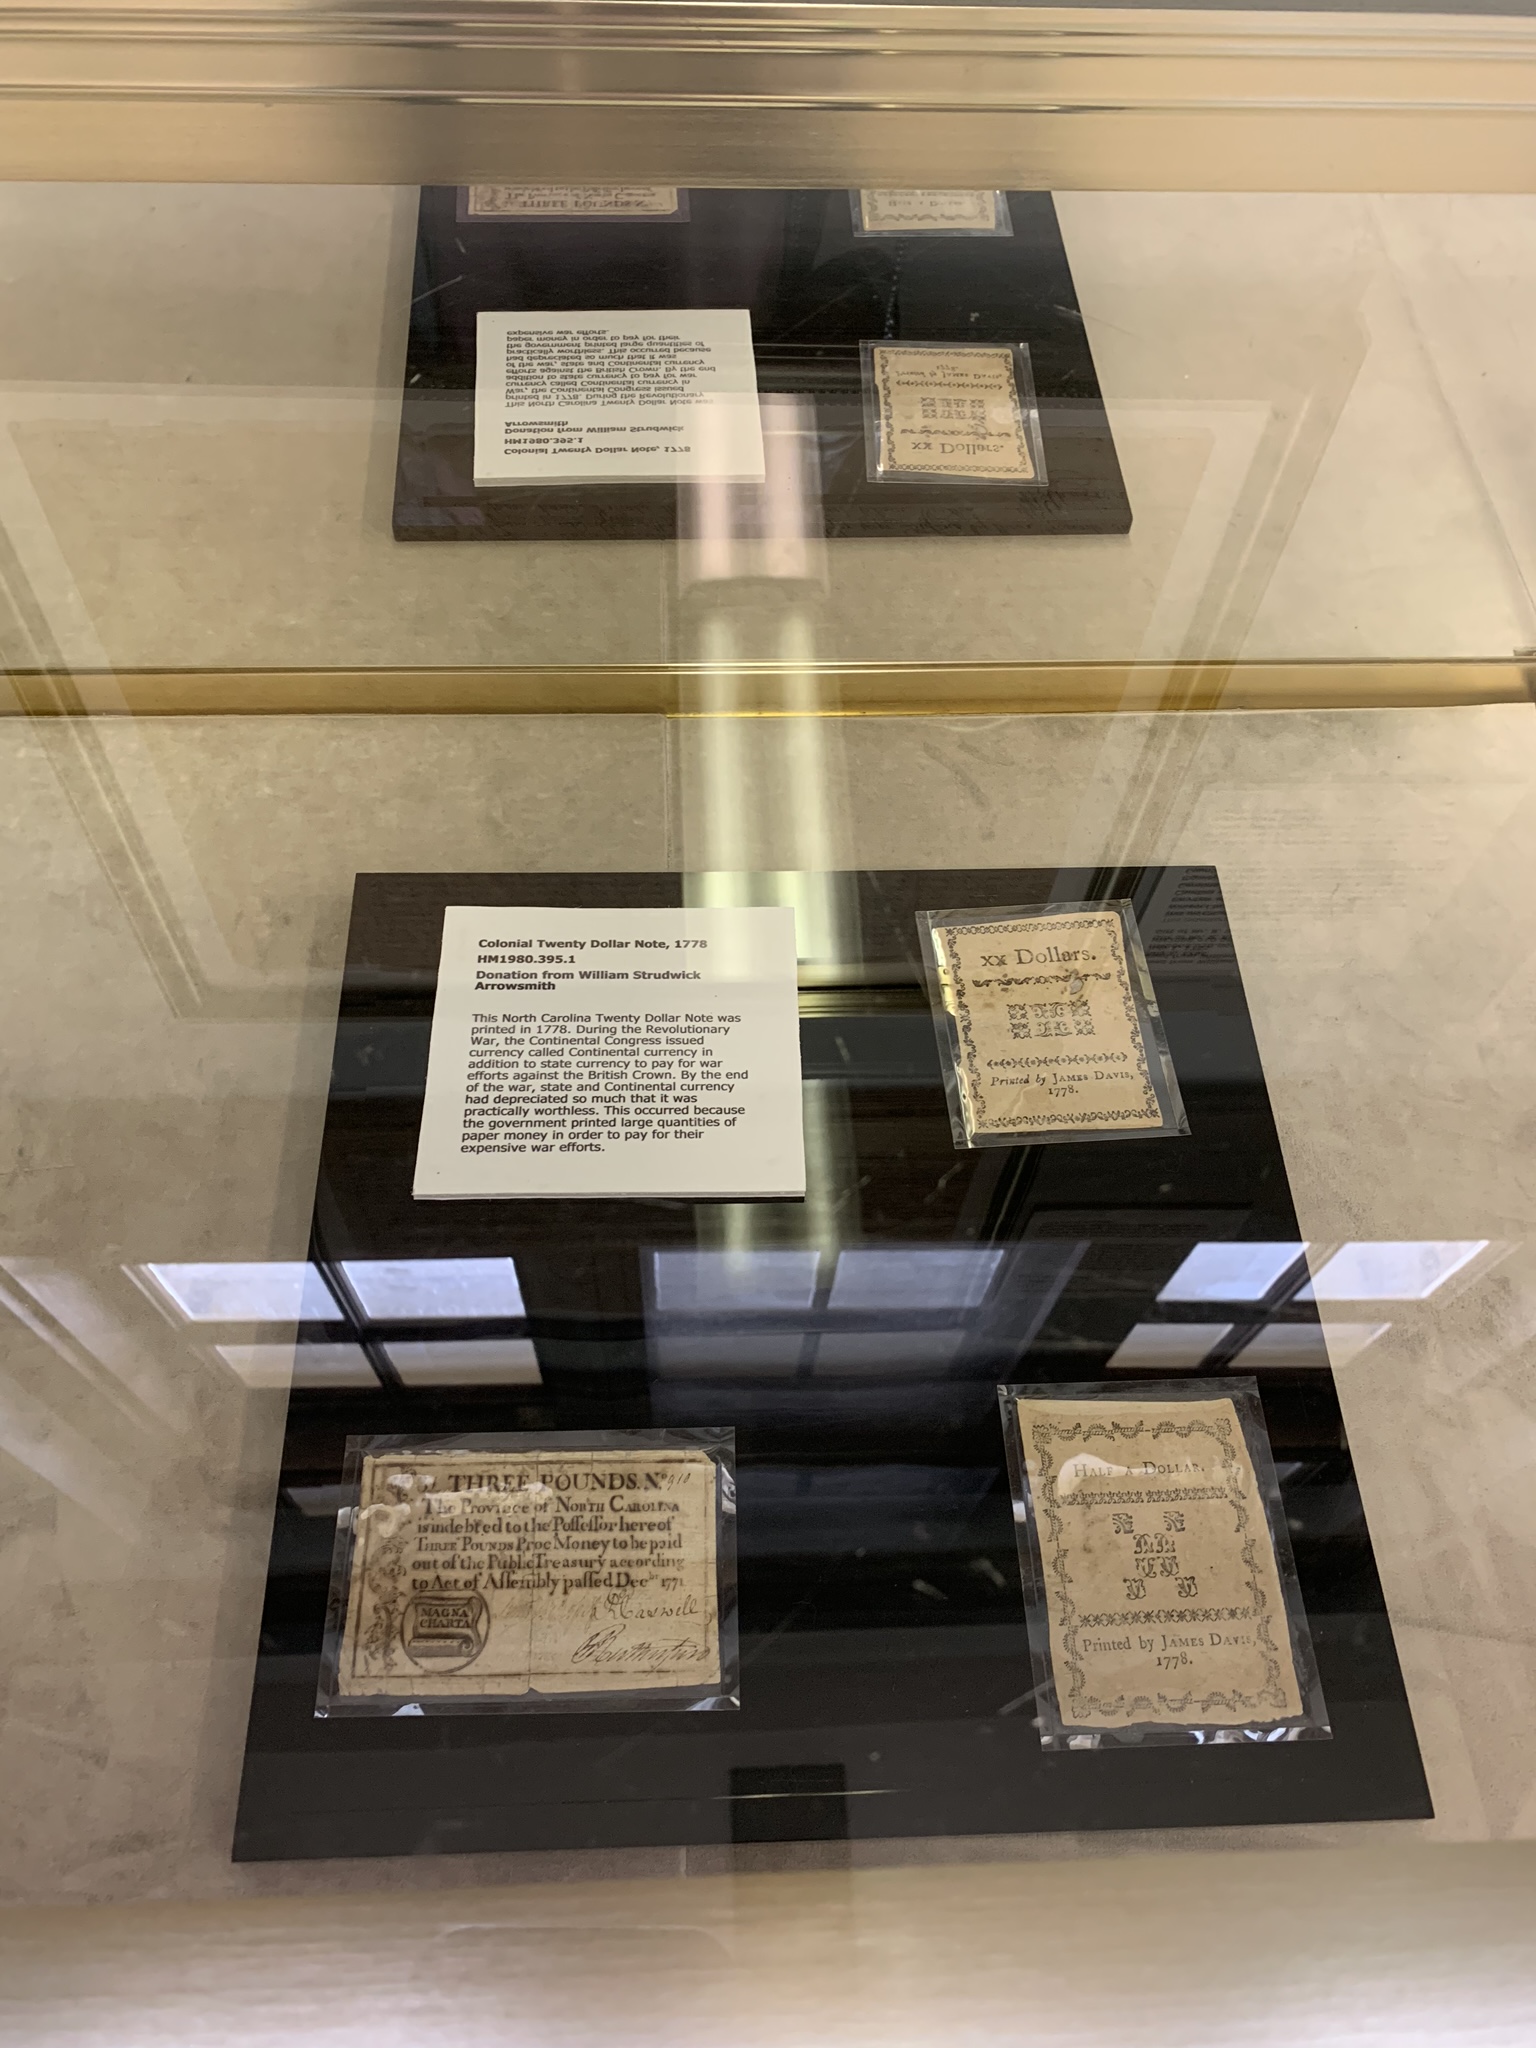 Colonial Twenty Dollar Note, 1778
HM1980.395.1
Donation from William Strudwick
Arrowsmith
This North Carolina Twenty Dollar Note was
printed in 1778. During the Revolutionary
War, the Continental Congress issued
currency called Continental currency in
addition to state currency to pay for war
efforts against the British Crown. By the end
of the war, state and Continental currency
had depreciated so much that it was
practically worthless. This occurred because
the government printed large quantities of
paper money in order to pay for their
expensive war efforts.
xx Dollars.
Printed by JAMES DAVIS,
1778.
THREE POUNDS. No.
The Province of NORTH CAROLINA
is indebted to the Poſſeſſor hereof
THREE POUNDS Proc Money to be paid
out of the Public Treasury according
to Act of Aſſembly paſſed Decbr 1771
MAGNA
CHARTA
HALF A DOLLAR.
Printed by JAMES DAVIS,
1778.